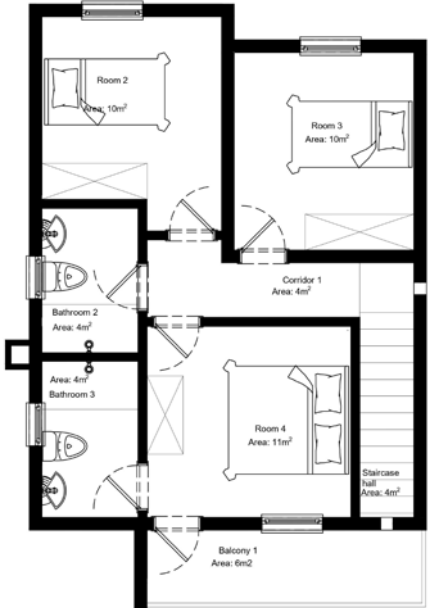 Room 2
Area: 10m²
Room 3
Area: 10m²
Corridor 1
Area: 4m²
Bathroom 2
Area: 4m²
Area: 4m²
Bathroom 3
Room 4
Area: 11m²
Staircase
hall
Area: 4m²
Balcony 1
Area: 6m2